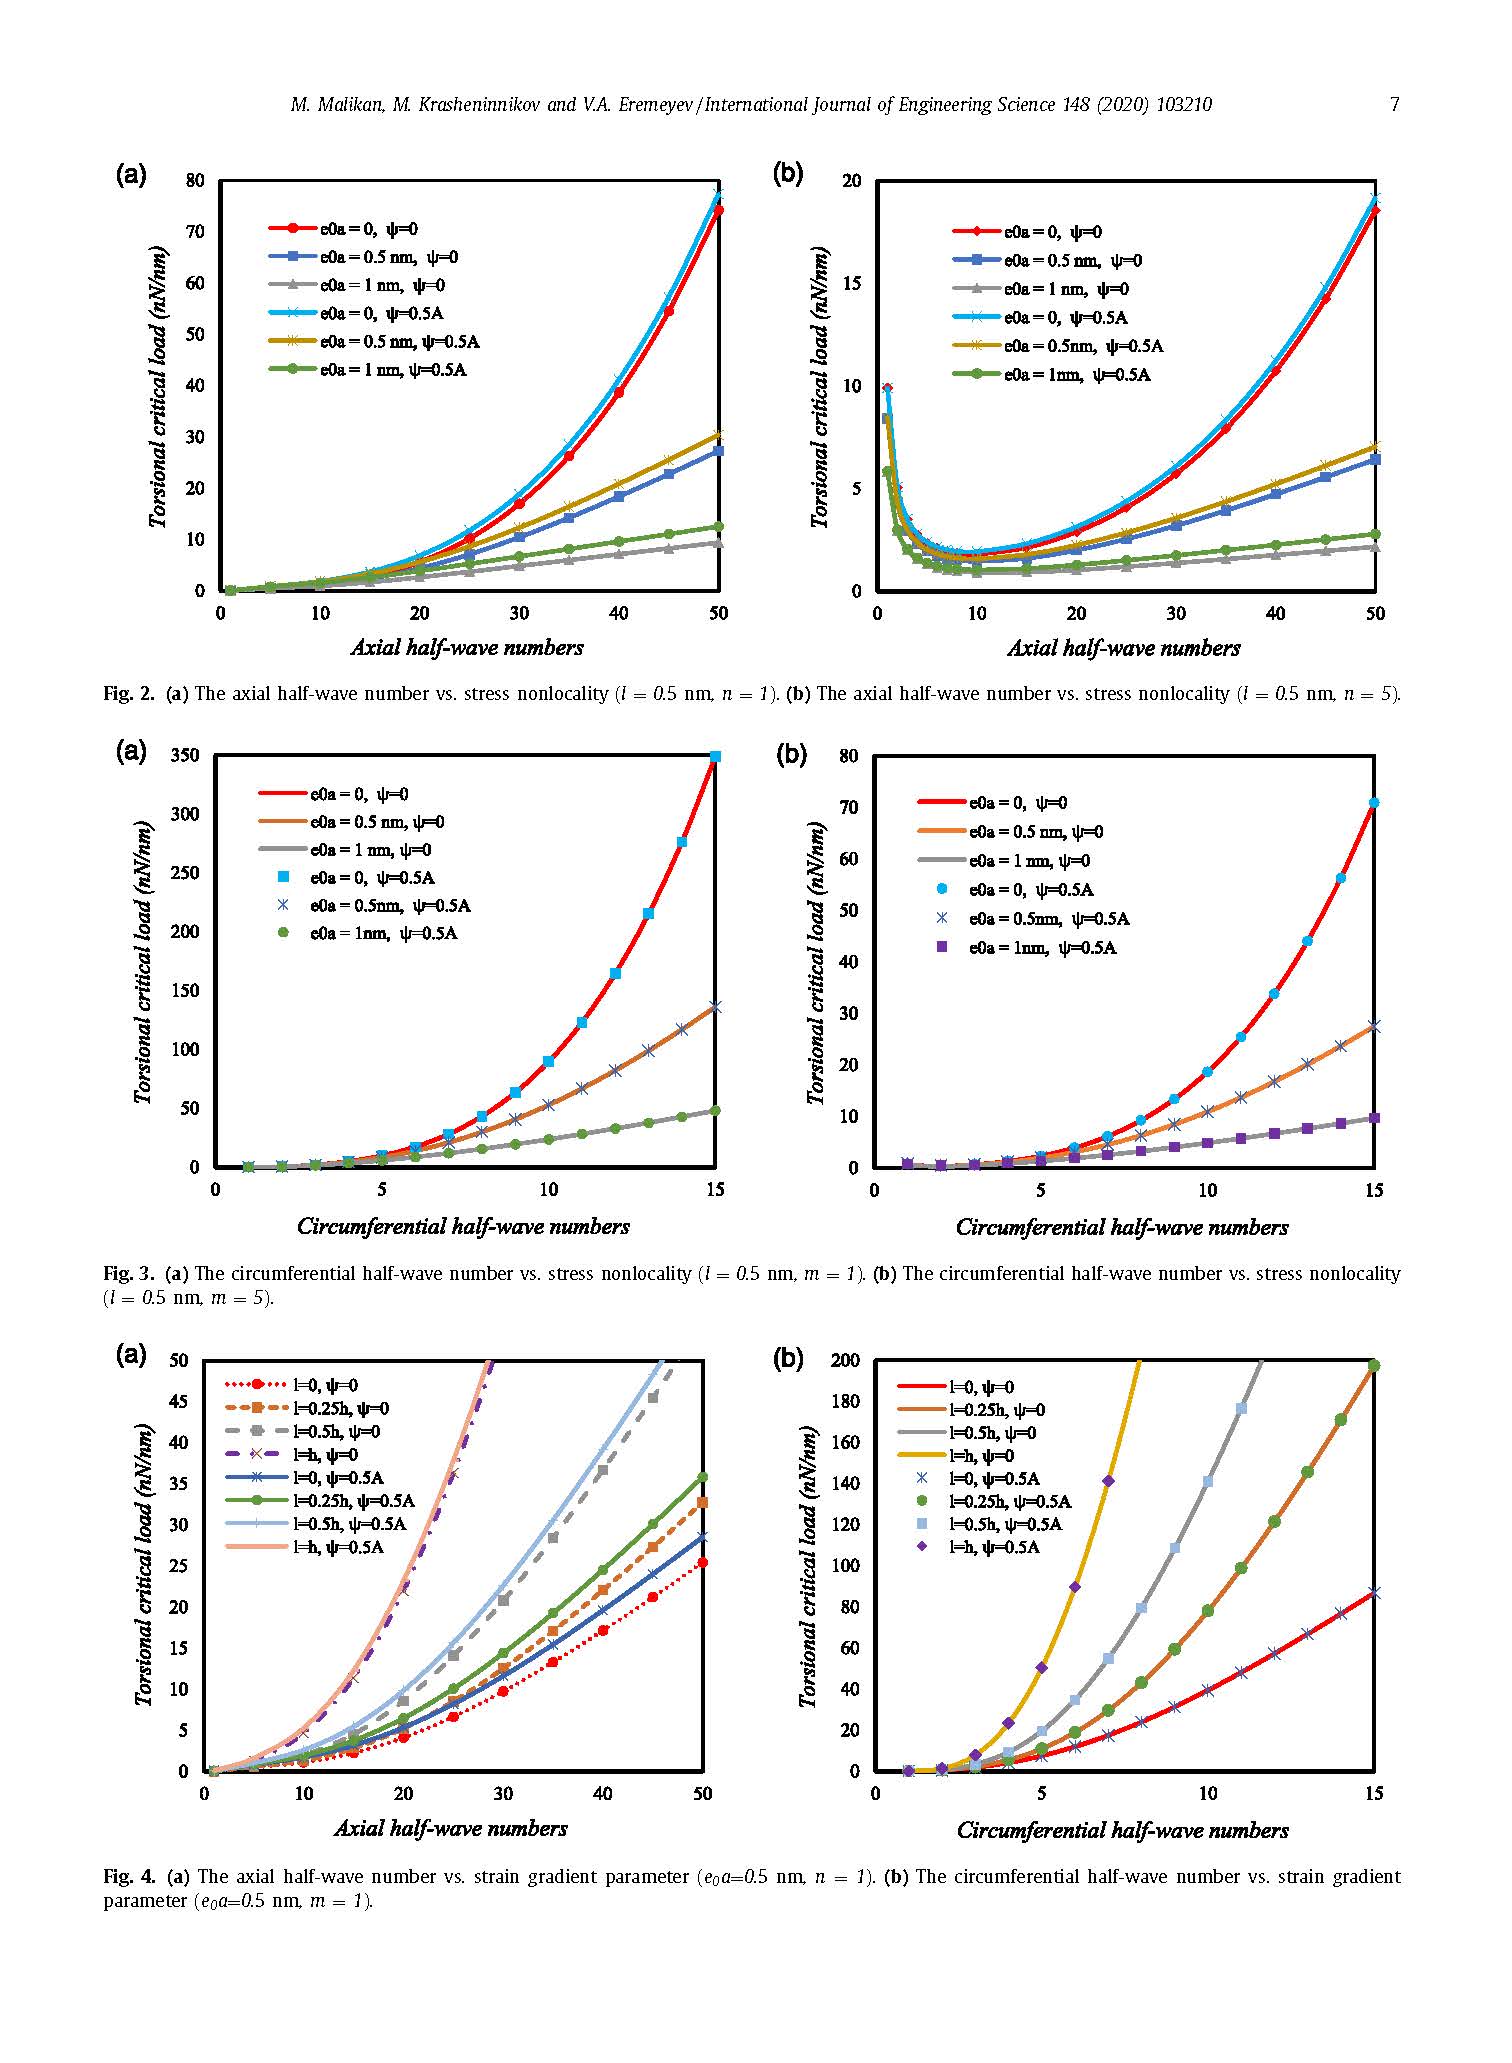 M. Malikan, M. Krasheninnikov and V.A. Eremeyev / International Journal of Engineering Science 148 (2020) 103210 7
(a)
80
70
60
50
40
30
20
10
0
Torsional critical load (nN/nm)
e0a = 0, ψ=0
e0a = 0.5 nm, ψ=0
e0a = 1 nm, ψ=0
e0a = 0, ψ=0.5A
e0a = 0.5 nm, ψ=0.5A
e0a = 1 nm, ψ=0.5A
0 10 20 30 40 50
Axial half-wave numbers
(b)
20
15
10
5
0
Torsional critical load (nN/nm)
e0a = 0, ψ=0
e0a = 0.5 nm, ψ=0
e0a = 1 nm, ψ=0
e0a = 0, ψ=0.5A
e0a = 0.5nm, ψ=0.5A
e0a = 1nm, ψ=0.5A
0 10 20 30 40 50
Axial half-wave numbers
Fig. 2. (a) The axial half-wave number vs. stress nonlocality (l = 0.5 nm, n = 1). (b) The axial half-wave number vs. stress nonlocality (l = 0.5 nm, n = 5).
(a)
350
300
250
200
150
100
50
0
Torsional critical load (nN/nm)
e0a = 0, ψ=0
e0a = 0.5 nm, ψ=0
e0a = 1 nm, ψ=0
e0a = 0, ψ=0.5A
e0a = 0.5nm, ψ=0.5A
e0a = 1nm, ψ=0.5A
0 5 10 15
Circumferential half-wave numbers
(b)
80
70
60
50
40
30
20
10
0
Torsional critical load (nN/nm)
e0a = 0, ψ=0
e0a = 0.5 nm, ψ=0
e0a = 1 nm, ψ=0
e0a = 0, ψ=0.5A
e0a = 0.5nm, ψ=0.5A
e0a = 1nm, ψ=0.5A
0 5 10 15
Circumferential half-wave numbers
Fig. 3. (a) The circumferential half-wave number vs. stress nonlocality (l = 0.5 nm, m = 1). (b) The circumferential half-wave number vs. stress nonlocality
(l = 0.5 nm, m = 5).
(a)
50
45
40
35
30
25
20
15
10
5
0
Torsional critical load (nN/nm)
l=0, ψ=0
l=0.25h, ψ=0
l=0.5h, ψ=0
l=h, ψ=0
l=0, ψ=0.5A
l=0.25h, ψ=0.5A
l=0.5h, ψ=0.5A
l=h, ψ=0.5A
0 10 20 30 40 50
Axial half-wave numbers
(b)
200
180
160
140
120
100
80
60
40
20
0
Torsional critical load (nN/nm)
l=0, ψ=0
l=0.25h, ψ=0
l=0.5h, ψ=0
l=h, ψ=0
l=0, ψ=0.5A
l=0.25h, ψ=0.5A
l=0.5h, ψ=0.5A
l=h, ψ=0.5A
0 5 10 15
Circumferential half-wave numbers
Fig. 4. (a) The axial half-wave number vs. strain gradient parameter (e₀a=0.5 nm, n = 1). (b) The circumferential half-wave number vs. strain gradient
parameter (e₀a=0.5 nm, m = 1).